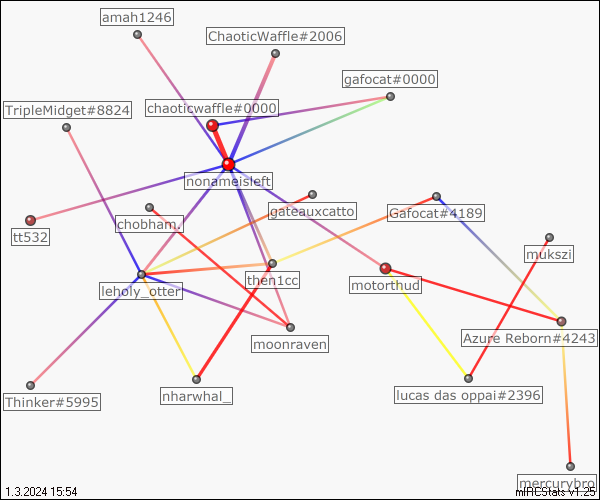 amah1246
ChaoticWaffle#2006
gafocat#0000
TripleMidget#8824
chaoticwaffle#0000
nonameisleft
gateauxcatto
Gafocat#4189
chobham.
tt532
mukszi
then1cc
leholy_otter
motorthud
moonraven
Azure Reborn#4243
Thinker#5995
nharwhal_
lucas das oppai#2396
mercurybro
1.3.2024 15:54
mIRCStats v1.25